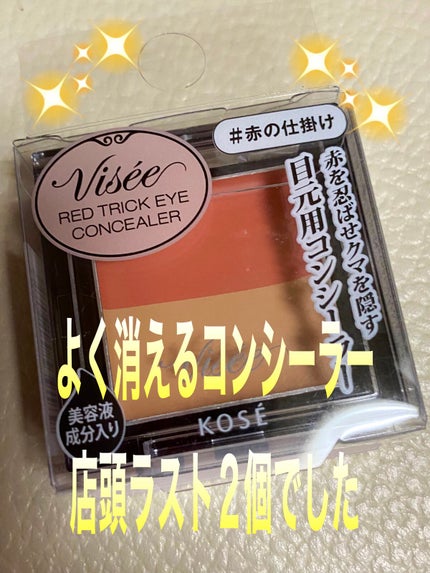 #赤の仕掛け
Visée
RED TRICK EYE
CONCEALER
赤を忍ばせクマを隠す
目元用コンシーラー
Visée
よく消えるコンシーラー
美容液
成分入り
KOSÉ
店頭ラスト2個でした